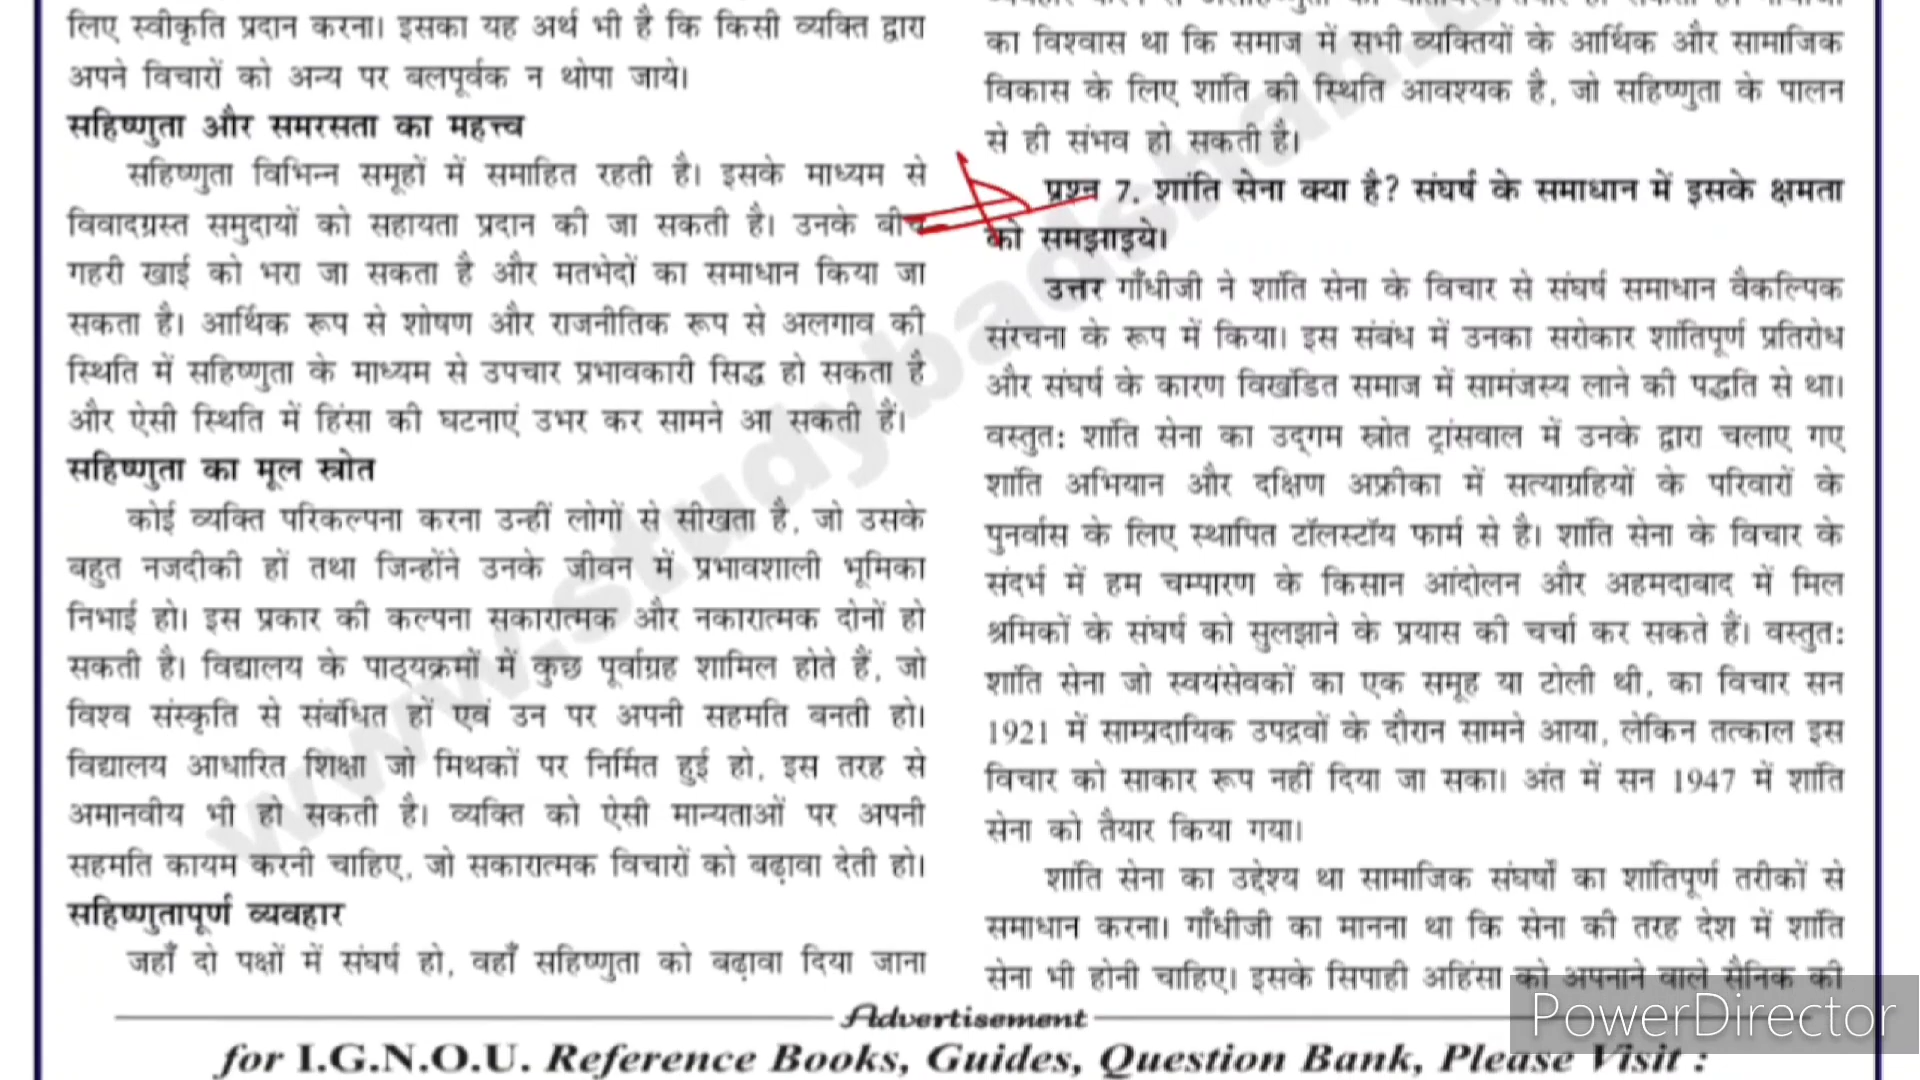 लिए स्वीकृति प्रदान करना। इसका यह अर्थ भी है कि किसी व्यक्ति द्वारा
अपने विचारों को अन्य पर बलपूर्वक न थोपा जाये।
सहिष्णुता और समरसता का महत्त्व
सहिष्णुता विभिन्न समूहों में समाहित रहती है। इसके माध्यम से
विवादग्रस्त समुदायों को सहायता प्रदान की जा सकती है। उनके बीच
गहरी खाई को भरा जा सकता है और मतभेदों का समाधान किया जा
सकता है। आर्थिक रूप से शोषण और राजनीतिक रूप से अलगाव की
स्थिति में सहिष्णुता के माध्यम से उपचार प्रभावकारी सिद्ध हो सकता है
और ऐसी स्थिति में हिंसा की घटनाएं उभर कर सामने आ सकती हैं।
सहिष्णुता का मूल स्रोत
कोई व्यक्ति परिकल्पना करना उन्हीं लोगों से सीखता है, जो उसके
बहुत नजदीकी हों तथा जिन्होंने उनके जीवन में प्रभावशाली भूमिका
निभाई हो। इस प्रकार की कल्पना सकारात्मक और नकारात्मक दोनों हो
सकती है। विद्यालय के पाठ्यक्रमों में कुछ पूर्वाग्रह शामिल होते हैं, जो
विश्व संस्कृति से संबंधित हों एवं उन पर अपनी सहमति बनती हो।
विद्यालय आधारित शिक्षा जो मिथकों पर निर्मित हुई हो, इस तरह से
अमानवीय भी हो सकती है। व्यक्ति को ऐसी मान्यताओं पर अपनी
सहमति कायम करनी चाहिए, जो सकारात्मक विचारों को बढ़ावा देती हो।
सहिष्णुतापूर्ण व्यवहार
जहाँ दो पक्षों में संघर्ष हो, वहाँ सहिष्णुता को बढ़ावा दिया जाना
का विश्वास था कि समाज में सभी व्यक्तियों के आर्थिक और सामाजिक
विकास के लिए शांति की स्थिति आवश्यक है, जो सहिष्णुता के पालन
से ही संभव हो सकती है।
प्रश्न 7. शांति सेना क्या है? संघर्ष के समाधान में इसके क्षमता
को समझाइये।
उत्तर गाँधीजी ने शांति सेना के विचार से संघर्ष समाधान वैकल्पिक
संरचना के रूप में किया। इस संबंध में उनका सरोकार शांतिपूर्ण प्रतिरोध
और संघर्ष के कारण विखंडित समाज में सामंजस्य लाने की पद्धति से था।
वस्तुतः शांति सेना का उद्गम स्रोत ट्रांसवाल में उनके द्वारा चलाए गए
शांति अभियान और दक्षिण अफ्रीका में सत्याग्रहियों के परिवारों के
पुनर्वास के लिए स्थापित टॉलस्टॉय फार्म से है। शांति सेना के विचार के
संदर्भ में हम चम्पारण के किसान आंदोलन और अहमदाबाद में मिल
श्रमिकों के संघर्ष को सुलझाने के प्रयास की चर्चा कर सकते हैं। वस्तुतः
शांति सेना जो स्वयंसेवकों का एक समूह या टोली थी, का विचार सन
1921 में साम्प्रदायिक उपद्रवों के दौरान सामने आया, लेकिन तत्काल इस
विचार को साकार रूप नहीं दिया जा सका। अंत में सन 1947 में शांति
सेना को तैयार किया गया।
शांति सेना का उद्देश्य था सामाजिक संघर्षों का शांतिपूर्ण तरीकों से
समाधान करना। गाँधीजी का मानना था कि सेना की तरह देश में शांति
सेना भी होनी चाहिए। इसके सिपाही अहिंसा को अपनाने वाले सैनिक की
Advertisement
for I.G.N.O.U. Reference Books, Guides, Question Bank, Please Visit :
PowerDirector